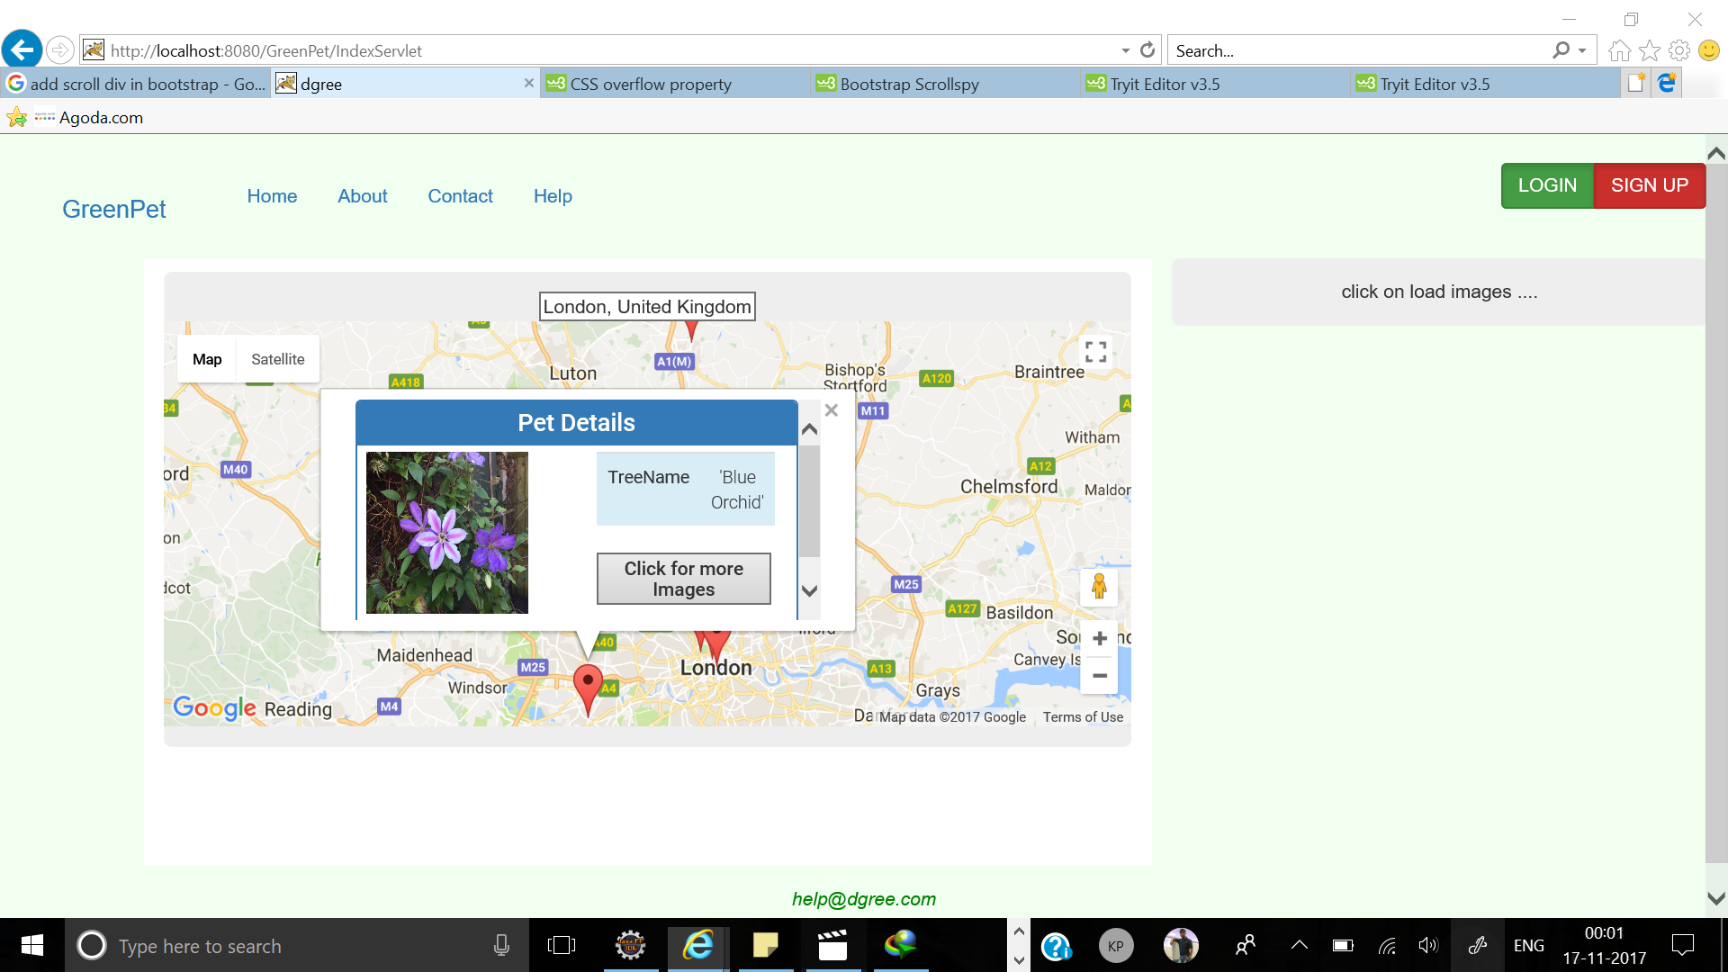 http://localhost:8080/GreenPet/IndexServlet
Search...
add scroll div in bootstrap - Go...
dgree
CSS overflow property
Bootstrap Scrollspy
Tryit Editor v3.5
Tryit Editor v3.5
Agoda.com
GreenPet
Home
About
Contact
Help
LOGIN
SIGN UP
click on load images ....
London, United Kingdom
Map
Satellite
A1(M)
Luton
A418
Bishop's
Stortford
A120
Braintree
M11
Witham
A12
Chelmsford
Maldor
M40
ord
on
lcot
Pet Details
TreeName
'Blue
Orchid'
Click for more
Images
M25
A127
Basildon
Canvey Is
A40
Maidenhead
M25
London
Windsor
A4
A13
Grays
M4
Google
Reading
Map data ©2017 Google
Terms of Use
help@dgree.com
Type here to search
KP
ENG
00:01
17-11-2017